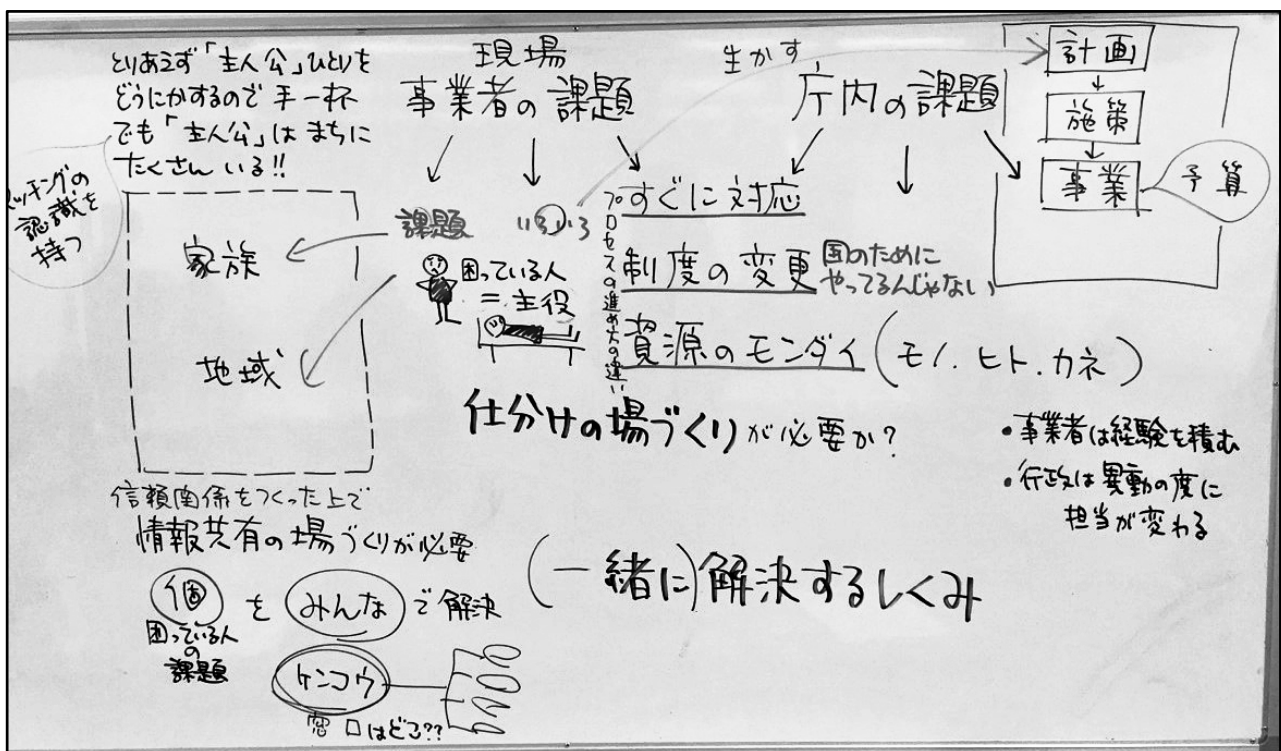 とりあえず「主人公」ひとりを
どうにかするので手一杯
でも「主人公」はまちに
たくさんいる!!
認識を
持つ
家族
地域
現場
事業者の課題
課題
いろいろ
困っている人
=主役
生かす
庁内の課題
計画
施策
事業
予算
プロセスの進め方の違い
すぐに対応
制度の変更
国のために
やってるんじゃない
資源のモンダイ(モノ.ヒト.カネ)
仕分けの場づくりが必要か?
・事業者は経験を積む
・行政は異動の度に
担当が変わる
信頼関係をつくった上で
情報共有の場づくりが必要
個をみんなで解決
困っている人
の
課題
ケンコウ
窓口はどこ??
(一緒に)解決するしくみ